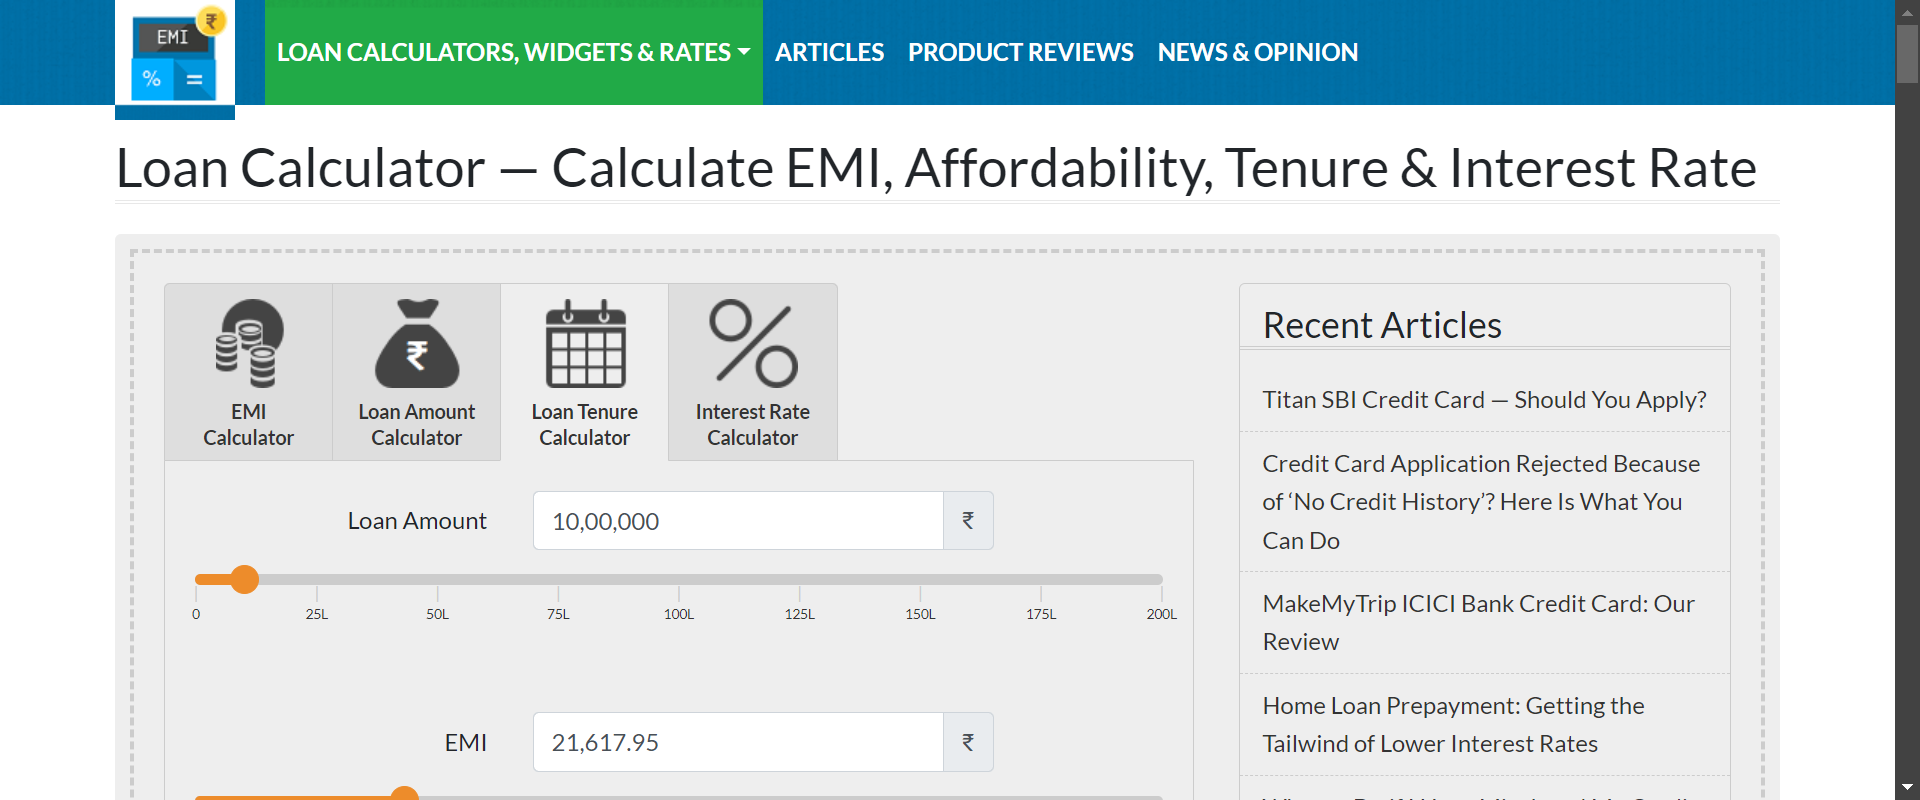 EMI
₹
%
=
LOAN CALCULATORS, WIDGETS & RATES
ARTICLES
PRODUCT REVIEWS
NEWS & OPINION
Loan Calculator — Calculate EMI, Affordability, Tenure & Interest Rate
₹
EMI
Calculator
Loan Amount
Calculator
Loan Tenure
Calculator
Interest Rate
Calculator
Loan Amount
10,00,000
₹
0
25L
50L
75L
100L
125L
150L
175L
200L
EMI
21,617.95
₹
Recent Articles
Titan SBI Credit Card — Should You Apply?
Credit Card Application Rejected Because
of ‘No Credit History’? Here Is What You
Can Do
MakeMyTrip ICICI Bank Credit Card: Our
Review
Home Loan Prepayment: Getting the
Tailwind of Lower Interest Rates